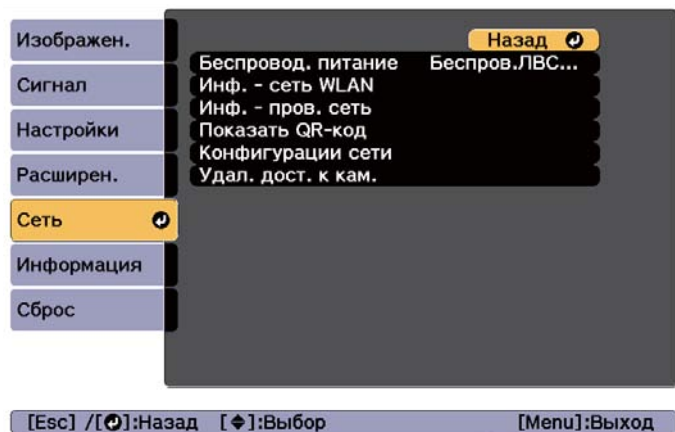 Изображен.
Сигнал
Настройки
Расширен.
Сеть
Информация
Сброс
Назад
Беспровод. питание Беспров.ЛВС...
Инф. - сеть WLAN
Инф. - пров. сеть
Показать QR-код
Конфигурации сети
Удал. дост. к кам.
[Esc] /[ ]:Назад [ ]:Выбор [Menu]:Выход